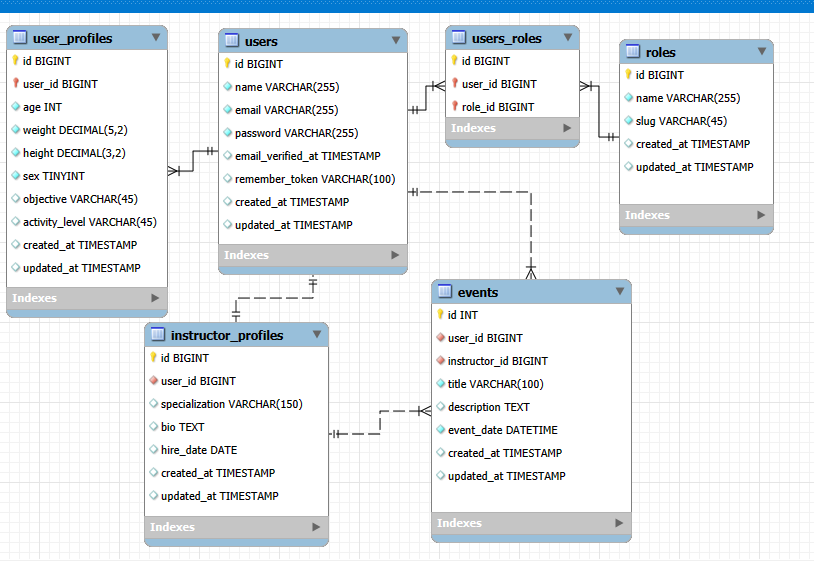 user_profiles
id BIGINT
user_id BIGINT
age INT
weight DECIMAL(5,2)
height DECIMAL(3,2)
sex TINYINT
objective VARCHAR(45)
activity_level VARCHAR(45)
created_at TIMESTAMP
updated_at TIMESTAMP
Indexes
users
id BIGINT
name VARCHAR(255)
email VARCHAR(255)
password VARCHAR(255)
email_verified_at TIMESTAMP
remember_token VARCHAR(100)
created_at TIMESTAMP
updated_at TIMESTAMP
Indexes
users_roles
id BIGINT
user_id BIGINT
role_id BIGINT
Indexes
roles
id BIGINT
name VARCHAR(255)
slug VARCHAR(45)
created_at TIMESTAMP
updated_at TIMESTAMP
Indexes
instructor_profiles
id BIGINT
user_id BIGINT
specialization VARCHAR(150)
bio TEXT
hire_date DATE
created_at TIMESTAMP
updated_at TIMESTAMP
Indexes
events
id INT
user_id BIGINT
instructor_id BIGINT
title VARCHAR(100)
description TEXT
event_date DATETIME
created_at TIMESTAMP
updated_at TIMESTAMP
Indexes